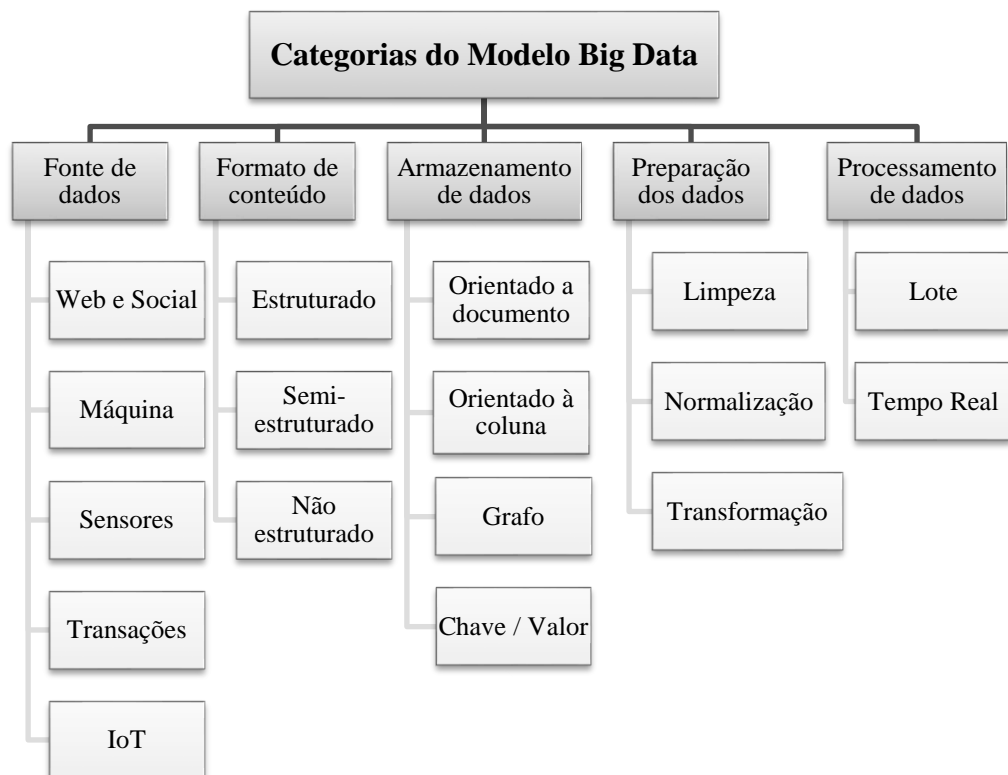 Categorias do Modelo Big Data
Fonte de
dados
Web e Social
Máquina
Sensores
Transações
IoT
Formato de
conteúdo
Estruturado
Semi-
estruturado
Não
estruturado
Armazenamento
de dados
Orientado a
documento
Orientado à
coluna
Grafo
Chave / Valor
Preparação
dos dados
Limpeza
Normalização
Transformação
Processamento
de dados
Lote
Tempo Real